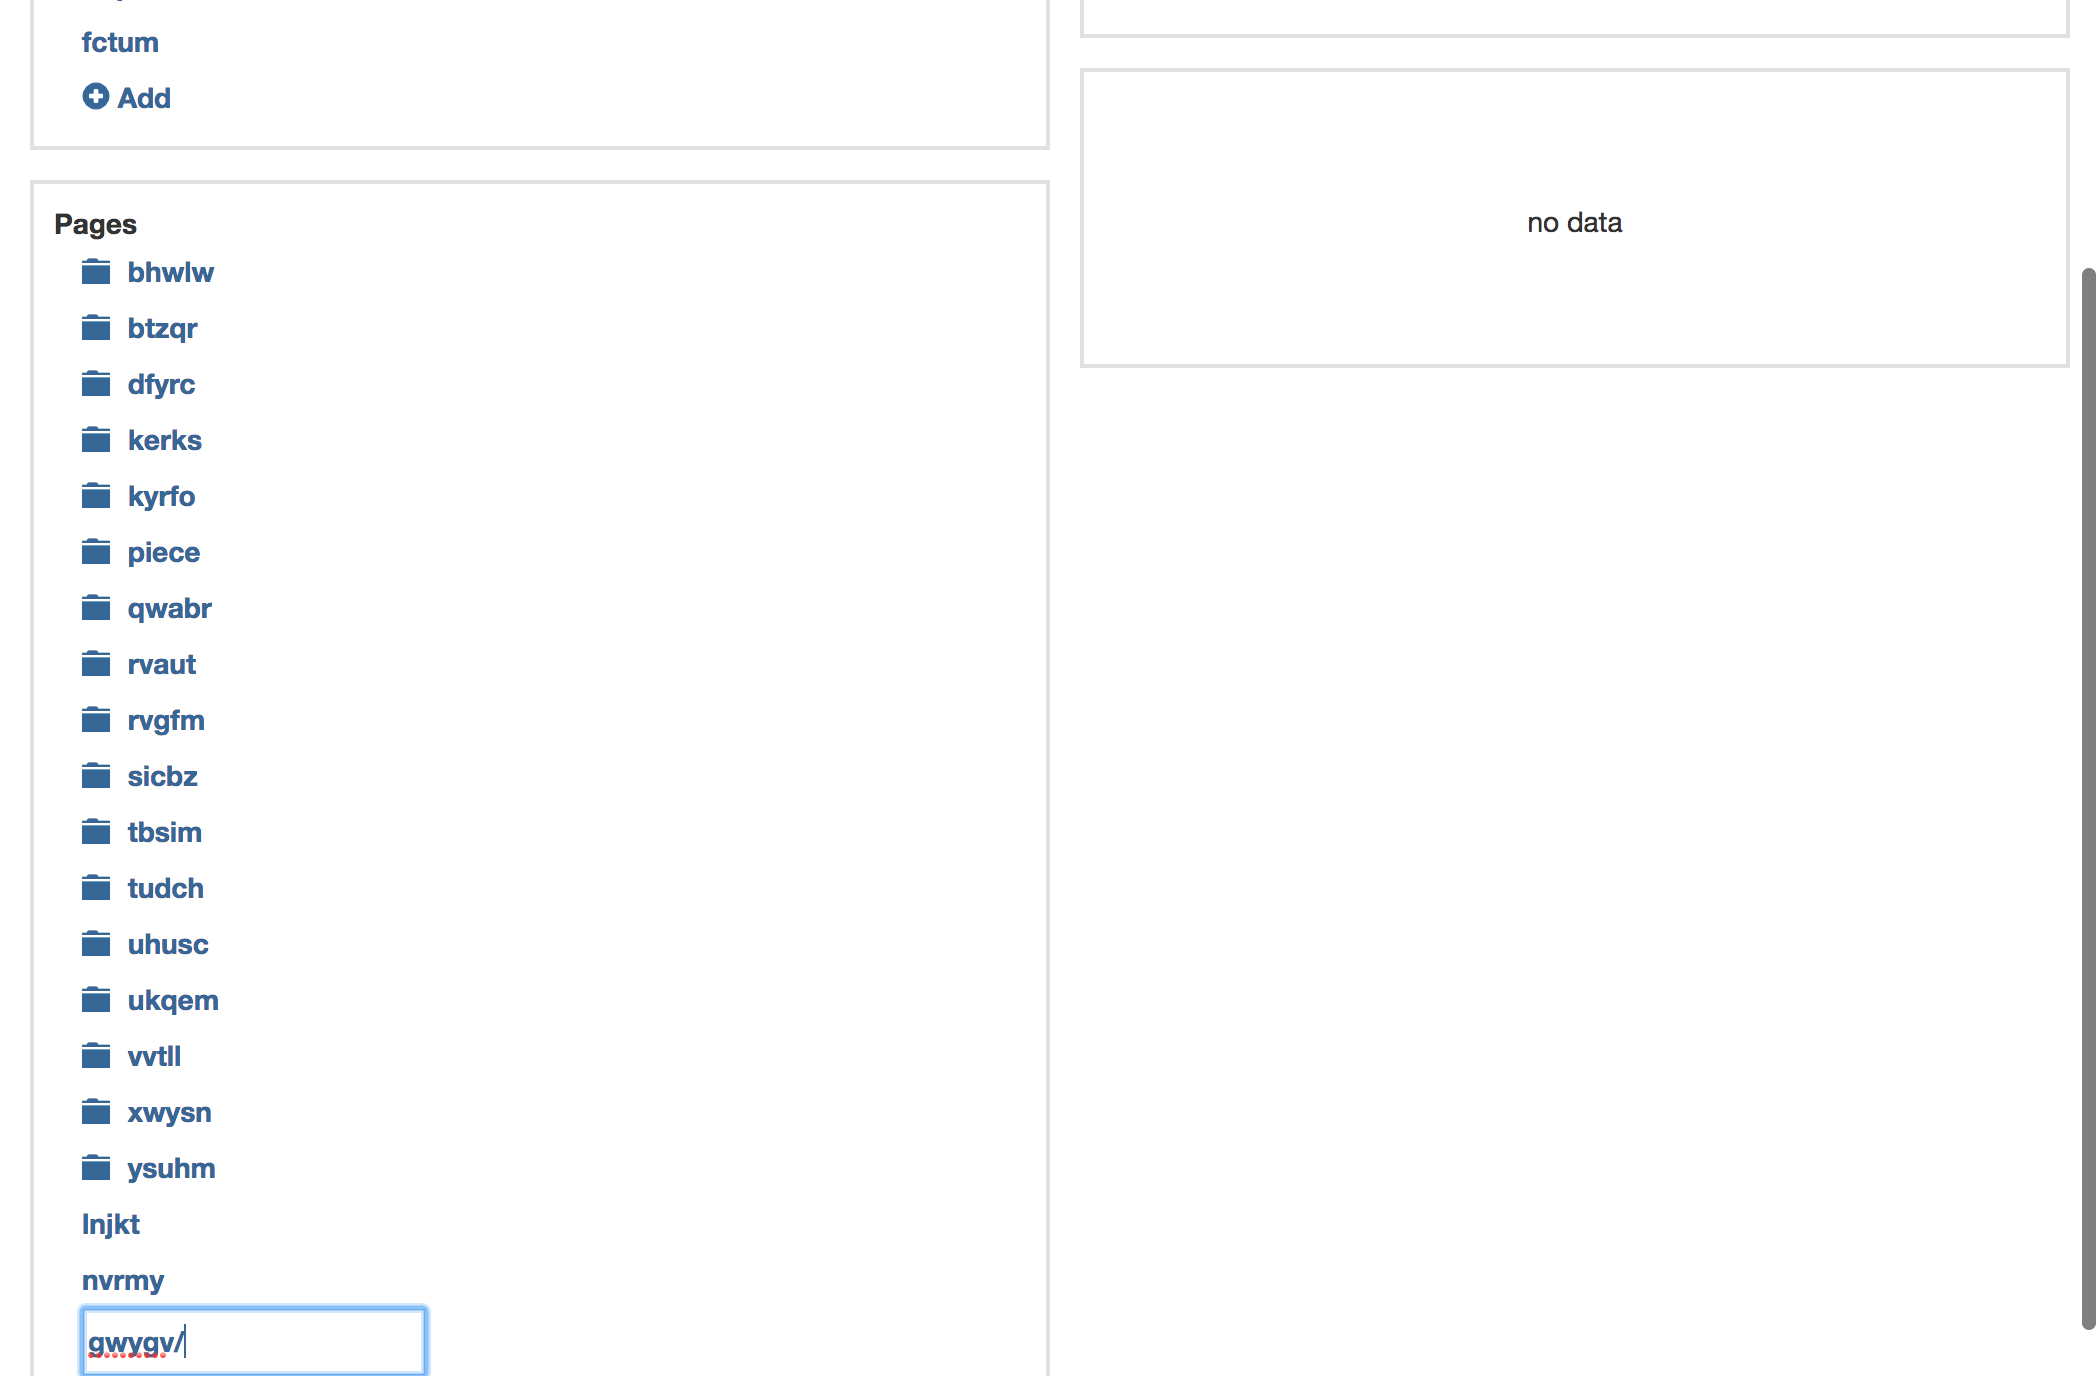 fctum
Add
Pages
bhwlw
btzqr
dfyrc
kerks
kyrfo
piece
qwabr
rvaut
rvgfm
sicbz
tbsim
tudch
uhusc
ukqem
vvtll
xwysn
ysuhm
lnjkt
nvrmy
gwygv/
no data